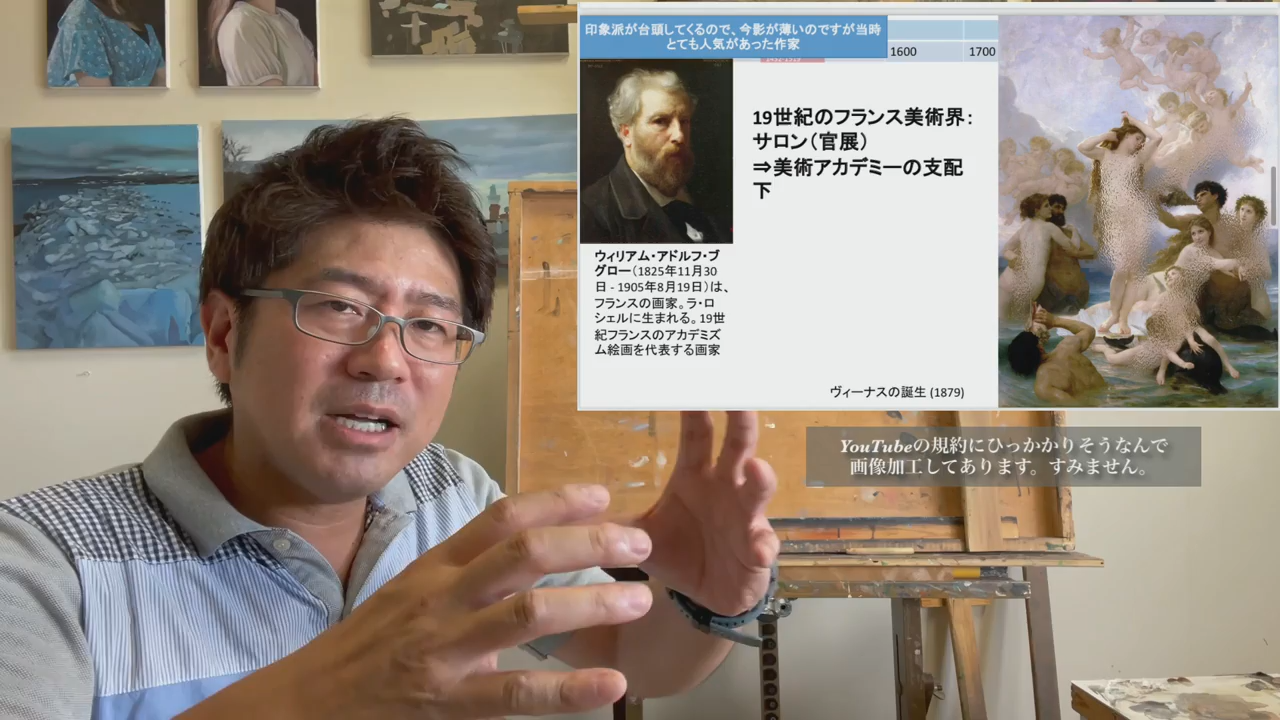 印象派が台頭してくるので、今影が薄いのですが当時
とても人気があった作家
1600
1700
19世紀のフランス美術界：
サロン（官展）
⇒美術アカデミーの支配
下
ウィリアム・アドルフ・ブ
グロー（1825年11月30
日 - 1905年8月19日）は、
フランスの画家。ラ・ロ
シェルに生まれる。19世
紀フランスのアカデミズ
ム絵画を代表する画家
ヴィーナスの誕生 (1879)
YouTubeの規約にひっかかりそうなんで
画像加工してあります。すみません。